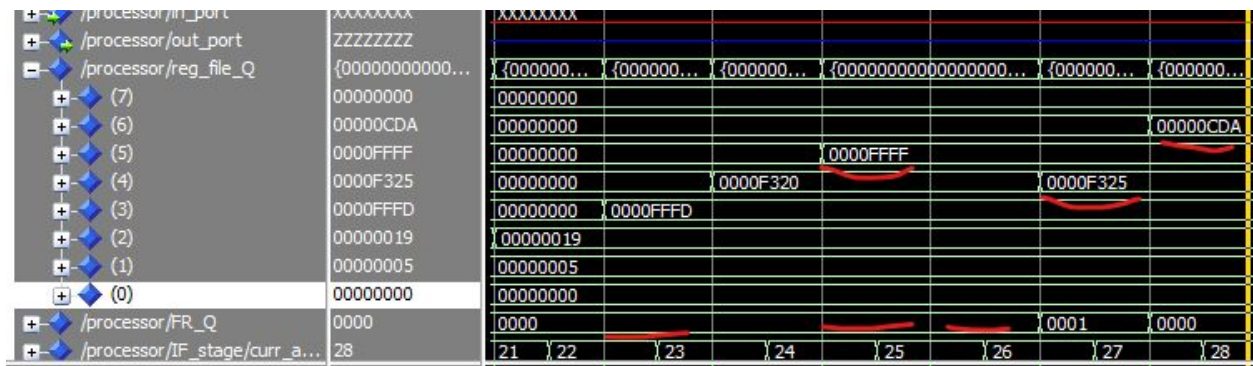 /processor/in_port XXXXXXXX XXXXXXXX
/processor/out_port ZZZZZZZZ
/processor/reg_file_Q {00000000000... {000000... {000000... {000000... {00000000000000000... {000000... {000000...
(7) 00000000 00000000
(6) 00000CDA 00000000 00000CDA
(5) 0000FFFF 00000000 0000FFFF
(4) 0000F325 00000000 0000F320 0000F325
(3) 0000FFFD 00000000 0000FFFD
(2) 00000019 00000019
(1) 00000005 00000005
(0) 00000000 00000000
/processor/FR_Q 0000 0000 0001 0000
/processor/IF_stage/curr_a... 28 21 22 23 24 25 26 27 28